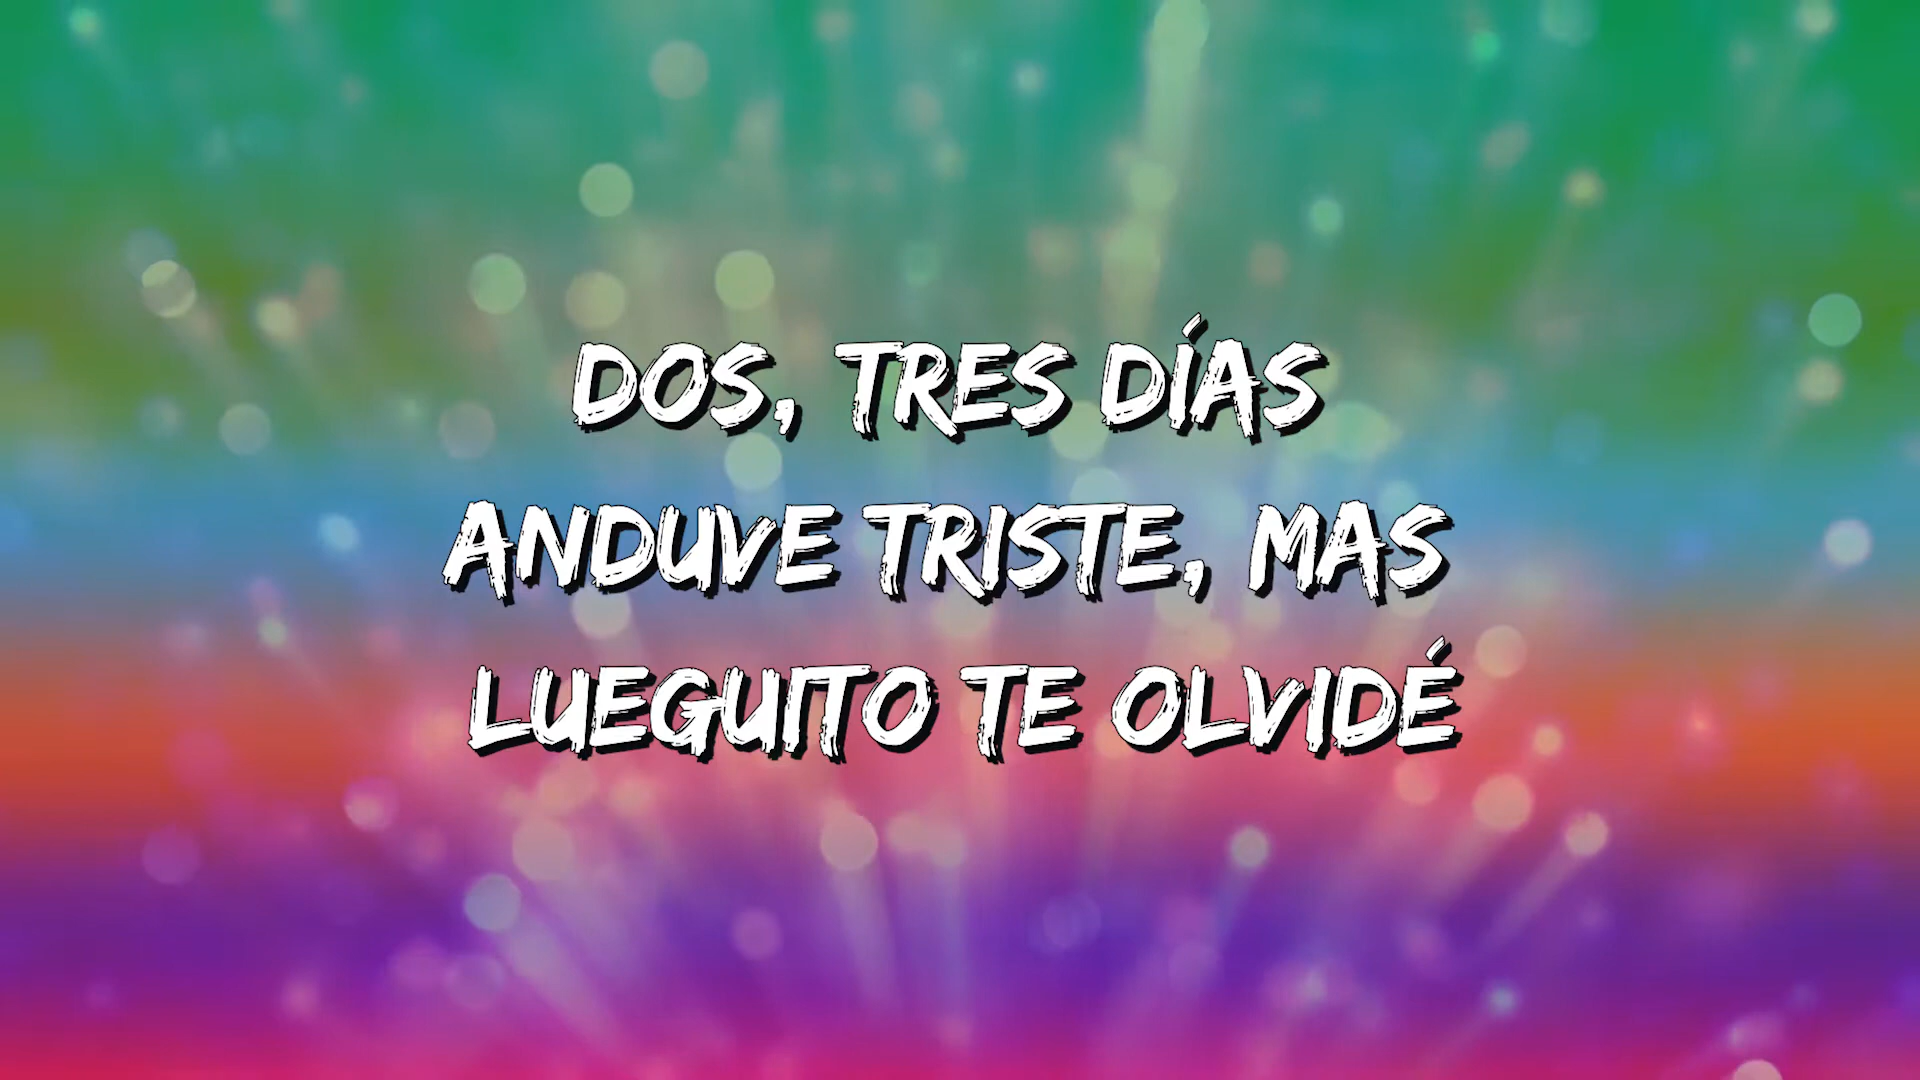 DOS, TRES DÍAS
ANDUVE TRISTE, MAS
LUEGUITO TE OLVIDÉ